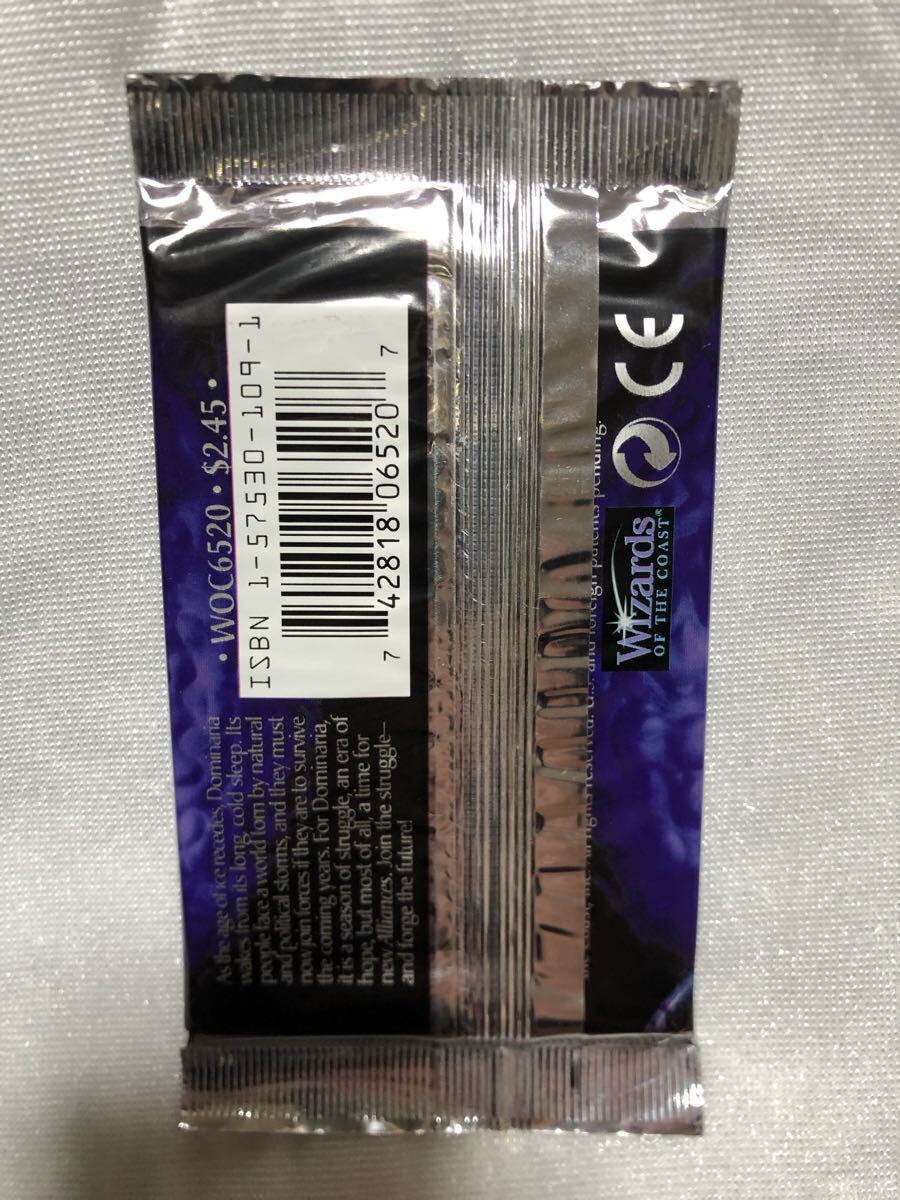 • WOC6520 • $2.45 •
ISBN 1-57530-109-1
7 42818 06520 7
As the age of ice recedes, Dominaria
wakes from its long, cold sleep. Its
people face a world torn by natural
and political storms, and they must
now join forces if they are to survive
the coming years. For Dominaria,
it is a season of struggle, an era of
hope, but most of all, a time for
new Alliances. Join the struggle—
and forge the future!
rights reserved. U.S. and foreign patents pending.
Wizards
OF THE COAST®
CE